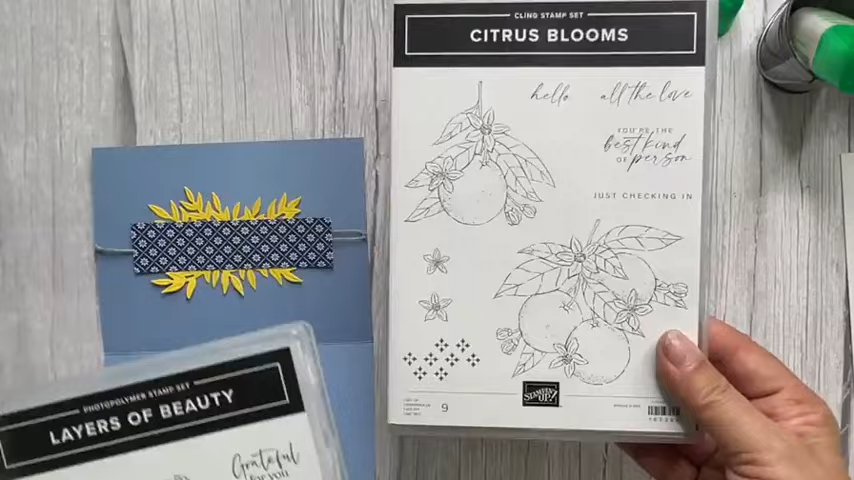 CLING STAMP SET
CITRUS BLOOMS
hello
all the love
YOU'RE THE
best kind
OF person
JUST CHECKING IN
9
STAMPIN' UP!
PHOTOPOLYMER STAMP SET
LAYERS OF BEAUTY
Grateful
FOR YOU